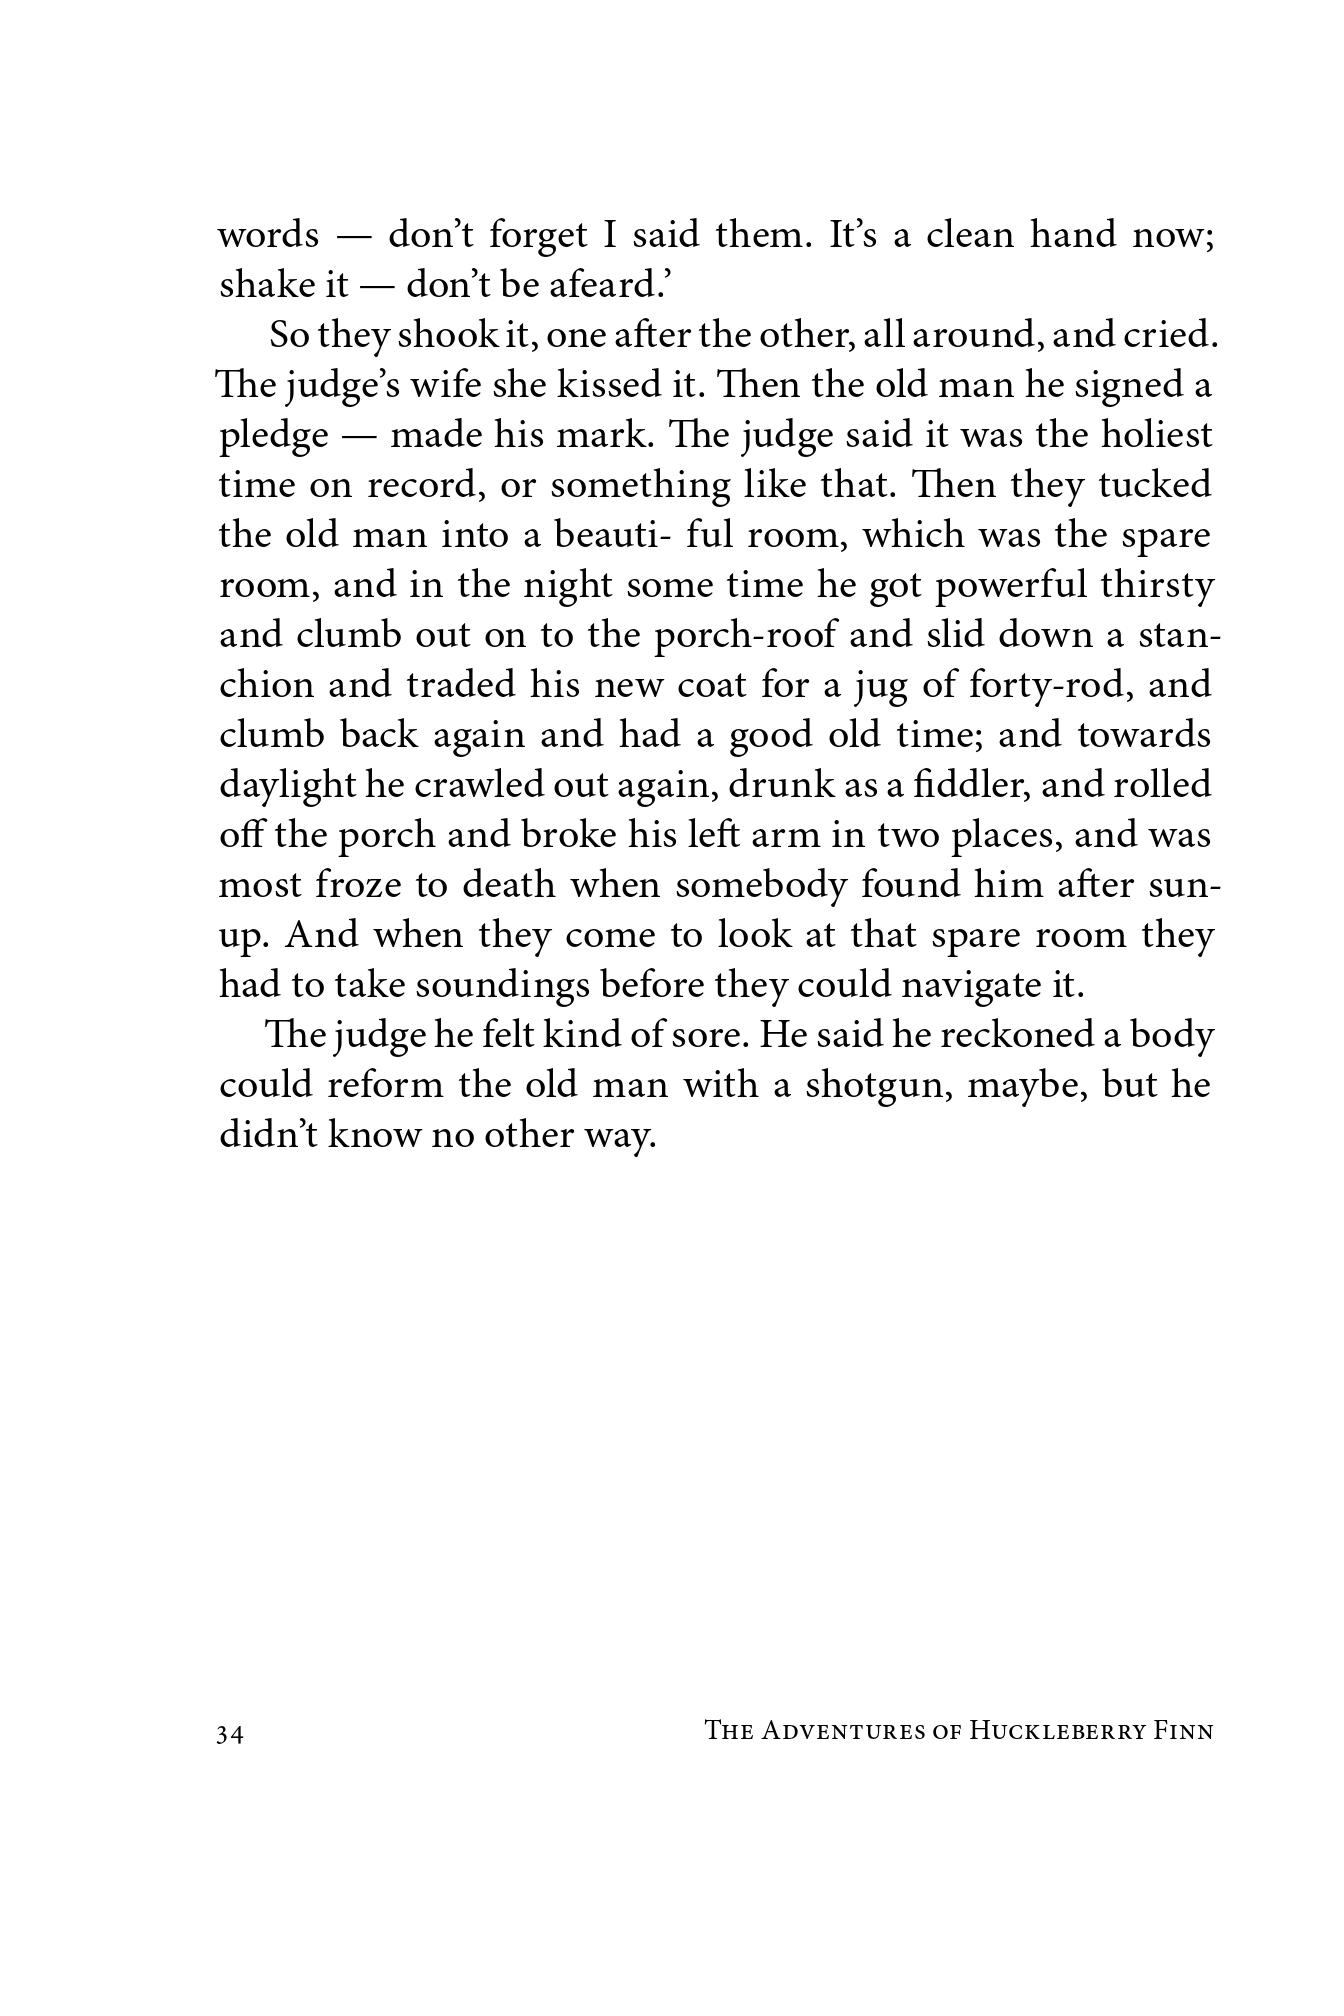 words — don’t forget I said them. It’s a clean hand now;
shake it — don’t be afeard.’
So they shook it, one after the other, all around, and cried.
The judge’s wife she kissed it. Then the old man he signed a
pledge — made his mark. The judge said it was the holiest
time on record, or something like that. Then they tucked
the old man into a beauti- ful room, which was the spare
room, and in the night some time he got powerful thirsty
and clumb out on to the porch-roof and slid down a stan-
chion and traded his new coat for a jug of forty-rod, and
clumb back again and had a good old time; and towards
daylight he crawled out again, drunk as a fiddler, and rolled
off the porch and broke his left arm in two places, and was
most froze to death when somebody found him after sun-
up. And when they come to look at that spare room they
had to take soundings before they could navigate it.
The judge he felt kind of sore. He said he reckoned a body
could reform the old man with a shotgun, maybe, but he
didn’t know no other way.
34
The Adventures of Huckleberry Finn